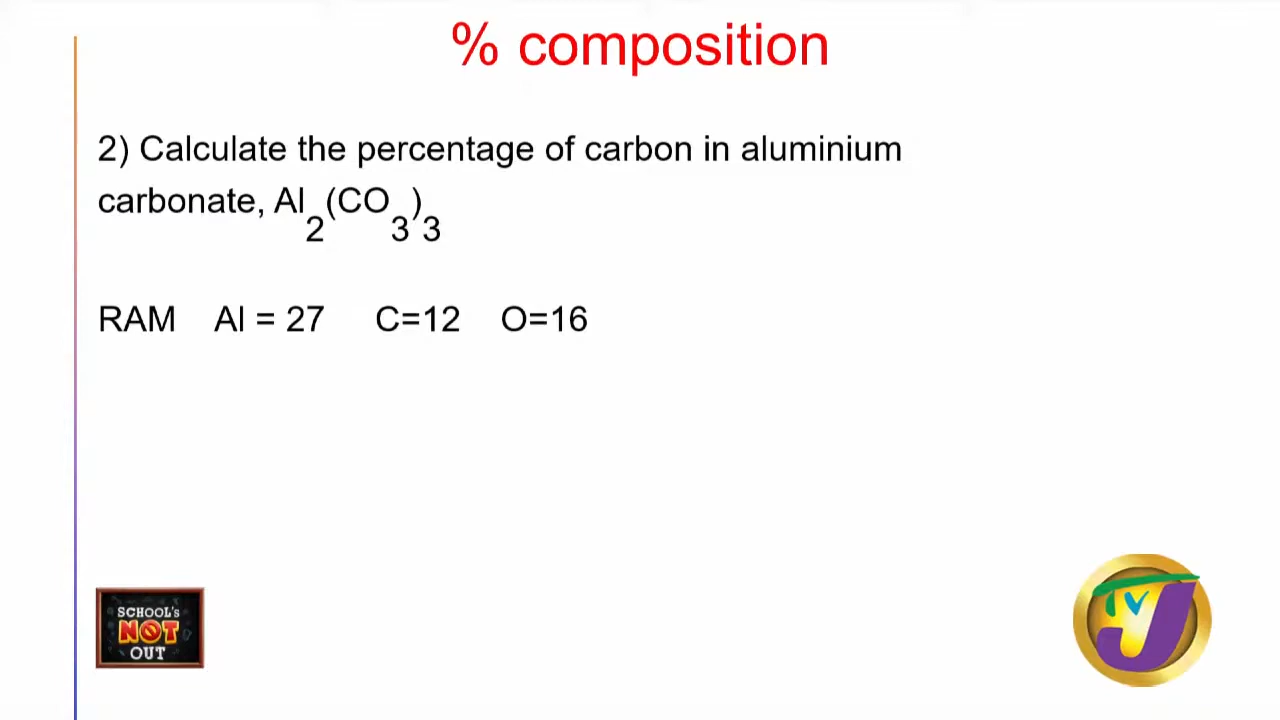 % composition
2) Calculate the percentage of carbon in aluminium
carbonate, Al2(CO3)3
RAM Al = 27 C=12 O=16
SCHOOL's
NOT
OUT
TVJ